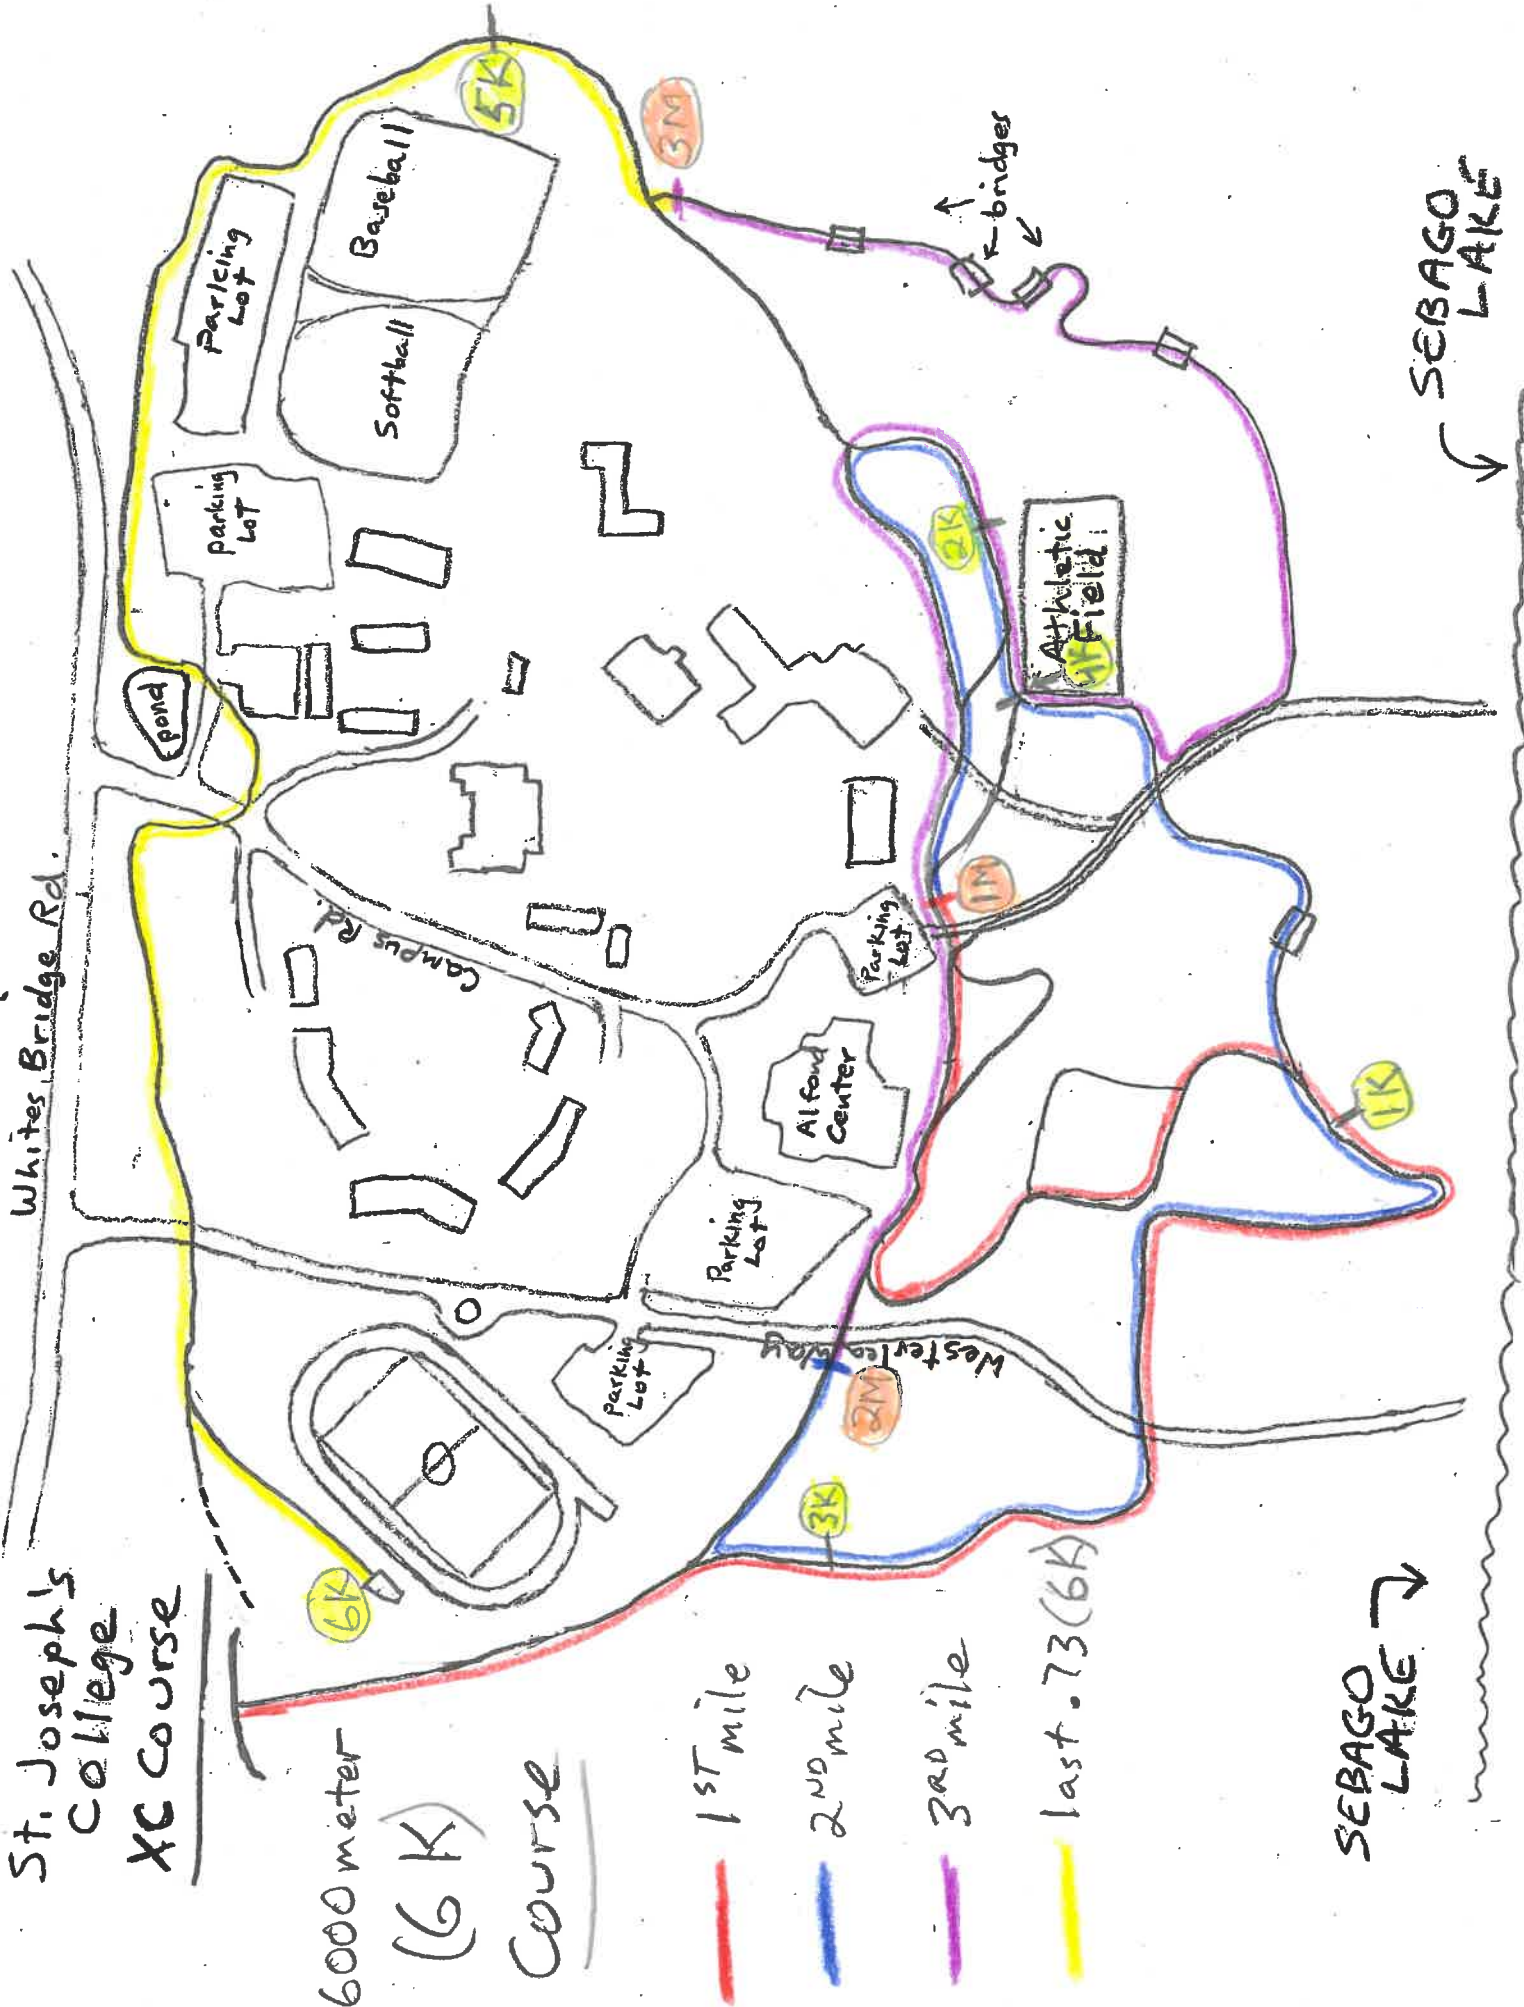 St. Joseph's
College
XC Course
6000 meter
(6K)
Course
1ST mile
2ND mile
3RD mile
last .73 (6K)
Whites Bridge Rd.
pond
parking
Lot
Parking
Lot
Softball
Baseball
5K
3M
bridges
Campus Rd.
6K
Parking
Lot
Parking
Lot
Alfond
Center
Parking
Lot
Westerlea Way
2M
3K
1M
2K
Athletic
Field
4K
1K
SEBAGO
LAKE
SEBAGO
LAKE